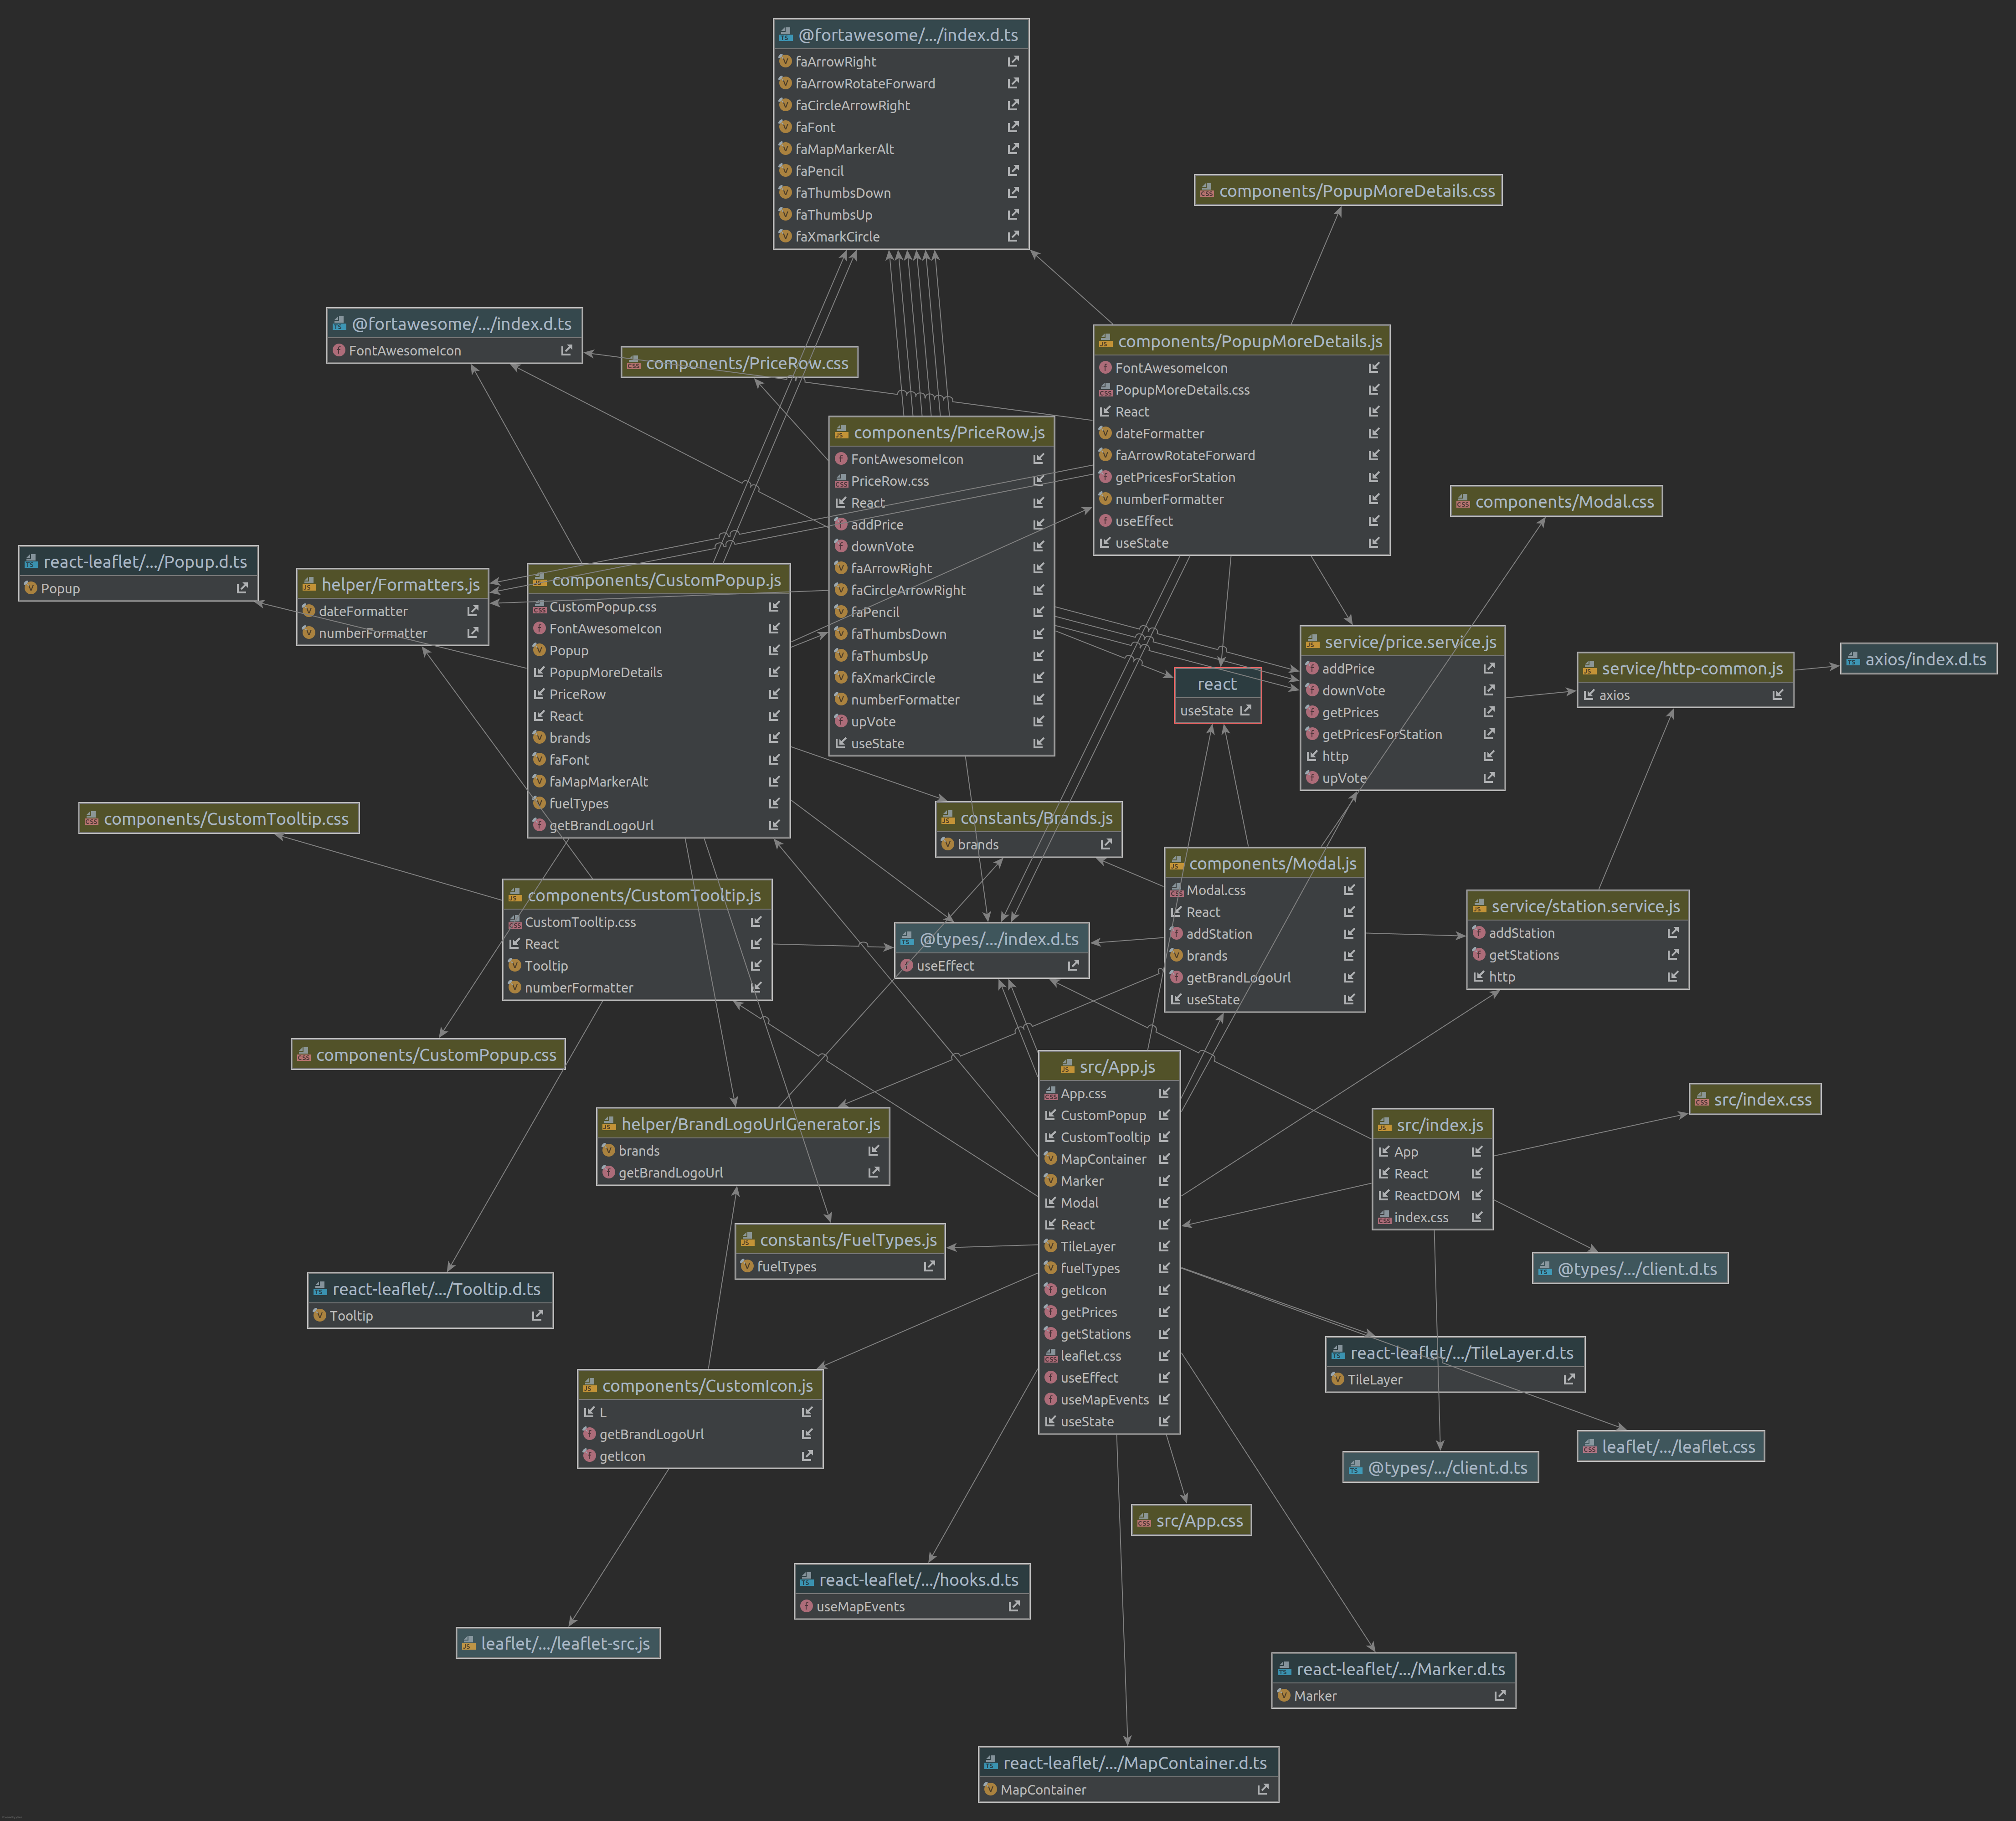 @fortawesome/.../index.d.ts
faArrowRight
faArrowRotateForward
faCircleArrowRight
faFont
faMapMarkerAlt
faPencil
faThumbsDown
faThumbsUp
faXmarkCircle
components/PopupMoreDetails.css
@fortawesome/.../index.d.ts
FontAwesomeIcon
components/PriceRow.css
components/PopupMoreDetails.js
FontAwesomeIcon
PopupMoreDetails.css
React
dateFormatter
faArrowRotateForward
getPricesForStation
numberFormatter
useEffect
useState
components/PriceRow.js
FontAwesomeIcon
PriceRow.css
React
addPrice
downVote
faArrowRight
faCircleArrowRight
faPencil
faThumbsDown
faThumbsUp
faXmarkCircle
numberFormatter
upVote
useState
components/Modal.css
react-leaflet/.../Popup.d.ts
Popup
helper/Formatters.js
dateFormatter
numberFormatter
components/CustomPopup.js
CustomPopup.css
FontAwesomeIcon
Popup
PopupMoreDetails
PriceRow
React
brands
faFont
faMapMarkerAlt
fuelTypes
getBrandLogoUrl
react
useState
service/price.service.js
addPrice
downVote
getPrices
getPricesForStation
http
upVote
service/http-common.js
axios
axios/index.d.ts
components/CustomTooltip.css
constants/Brands.js
brands
components/Modal.js
Modal.css
React
addStation
brands
getBrandLogoUrl
useState
components/CustomTooltip.js
CustomTooltip.css
React
Tooltip
numberFormatter
@types/.../index.d.ts
useEffect
service/station.service.js
addStation
getStations
http
components/CustomPopup.css
src/App.js
App.css
CustomPopup
CustomTooltip
MapContainer
Marker
Modal
React
TileLayer
fuelTypes
getIcon
getPrices
getStations
leaflet.css
useEffect
useMapEvents
useState
helper/BrandLogoUrlGenerator.js
brands
getBrandLogoUrl
src/index.css
src/index.js
App
React
ReactDOM
index.css
constants/FuelTypes.js
fuelTypes
@types/.../client.d.ts
react-leaflet/.../Tooltip.d.ts
Tooltip
react-leaflet/.../TileLayer.d.ts
TileLayer
components/CustomIcon.js
L
getBrandLogoUrl
getIcon
leaflet/.../leaflet.css
@types/.../client.d.ts
src/App.css
react-leaflet/.../hooks.d.ts
useMapEvents
leaflet/.../leaflet-src.js
react-leaflet/.../Marker.d.ts
Marker
react-leaflet/.../MapContainer.d.ts
MapContainer